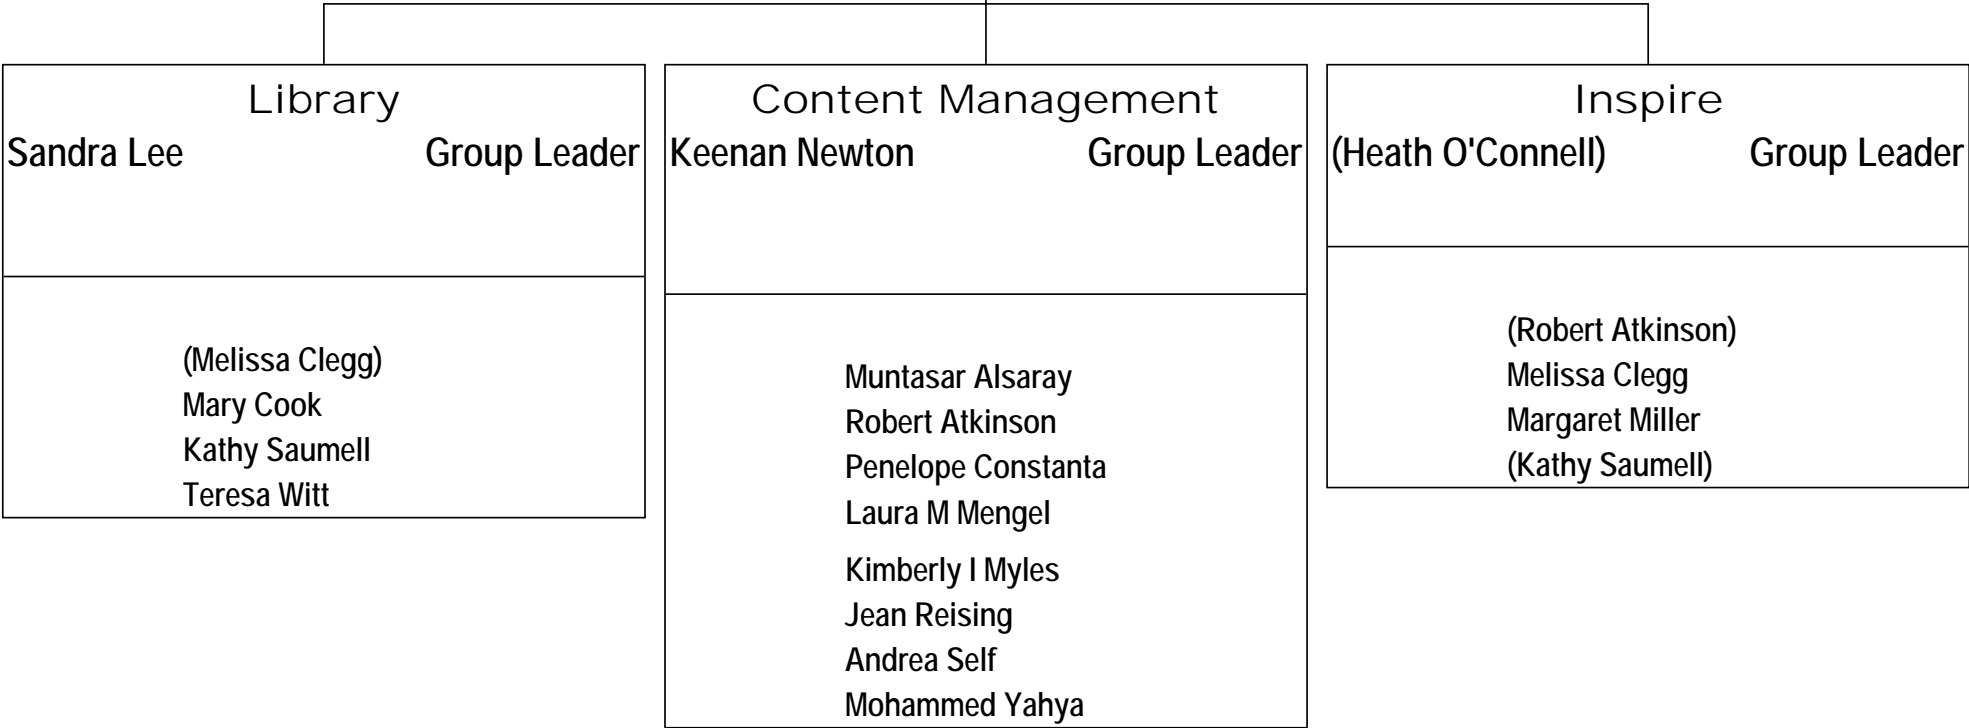 Library
Sandra Lee Group Leader
(Melissa Clegg)
Mary Cook
Kathy Saumell
Teresa Witt
Content Management
Keenan Newton Group Leader
Muntasar Alsaray
Robert Atkinson
Penelope Constanta
Laura M Mengel
Kimberly I Myles
Jean Reising
Andrea Self
Mohammed Yahya
Inspire
(Heath O'Connell) Group Leader
(Robert Atkinson)
Melissa Clegg
Margaret Miller
(Kathy Saumell)